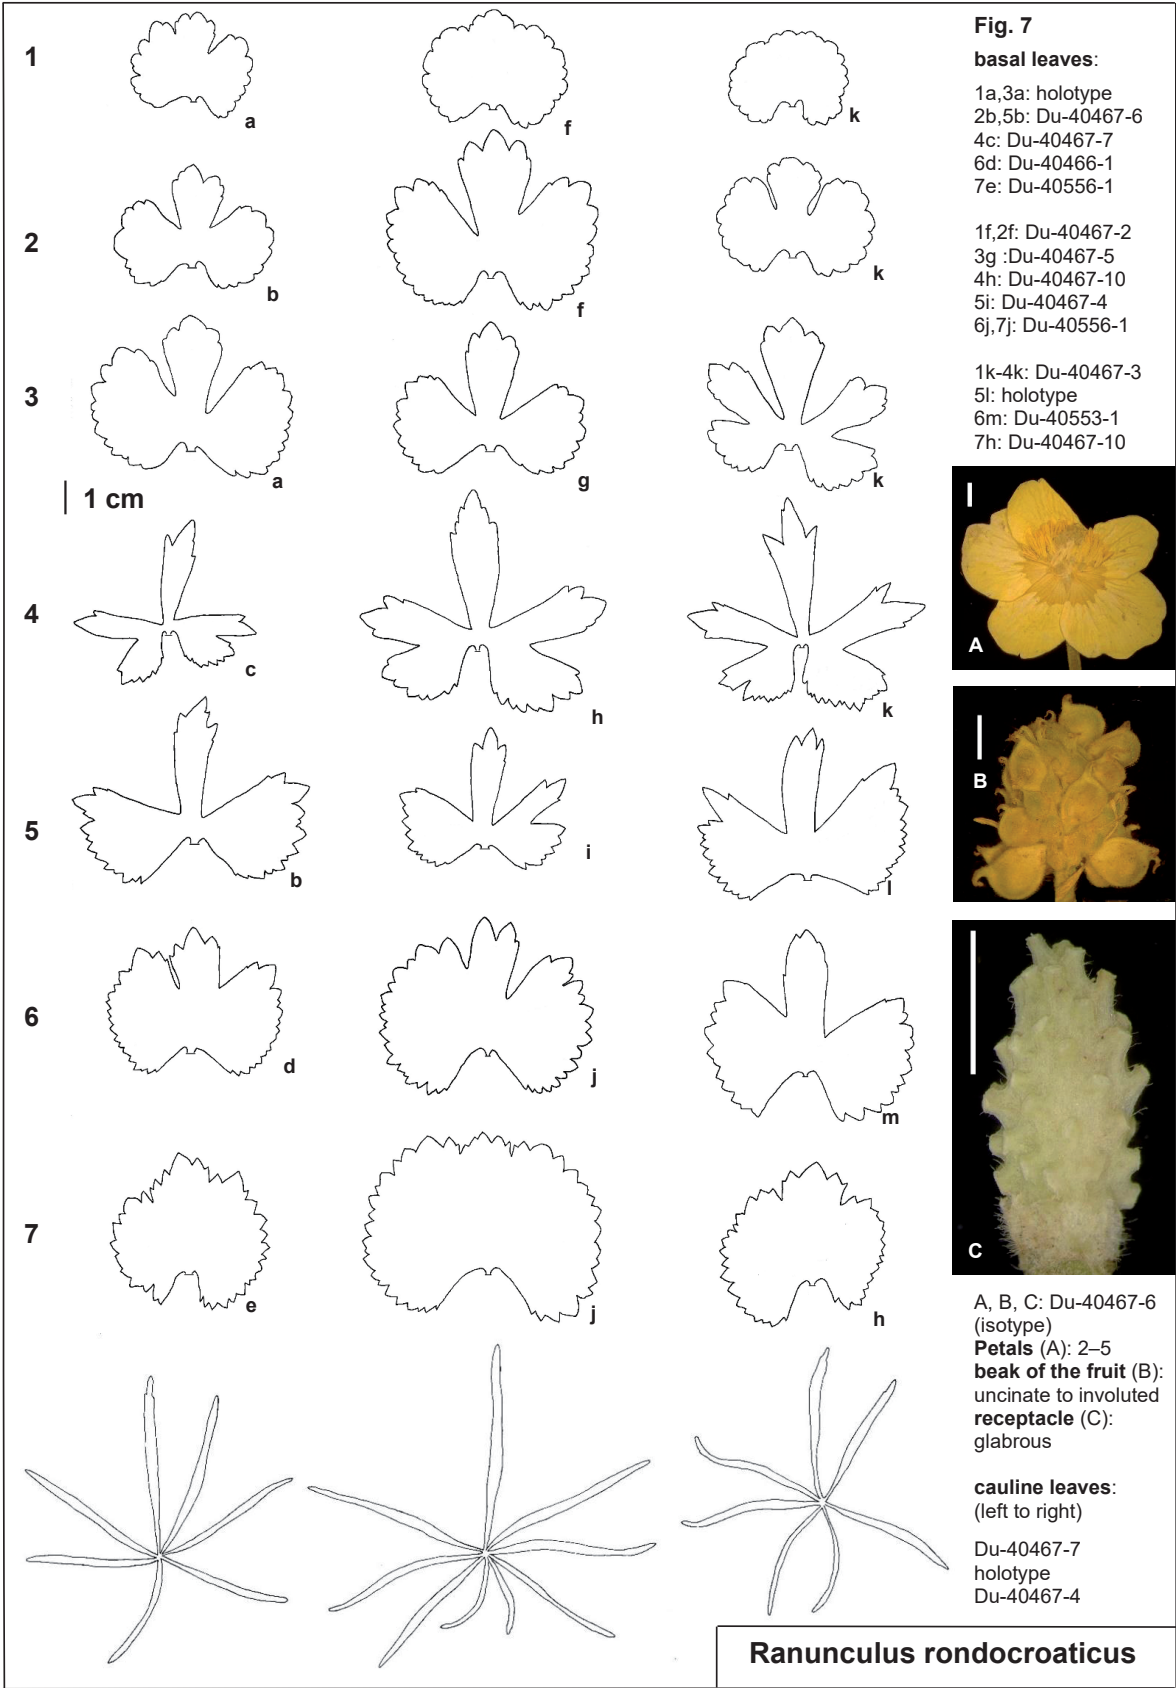 1
a
f
k
2
b
f
k
3
a
g
k
1 cm
4
c
h
k
5
b
i
l
6
d
j
m
7
e
j
h
Fig. 7
basal leaves:
1a,3a: holotype
2b,5b: Du-40467-6
4c: Du-40467-7
6d: Du-40466-1
7e: Du-40556-1
1f,2f: Du-40467-2
3g :Du-40467-5
4h: Du-40467-10
5i: Du-40467-4
6j,7j: Du-40556-1
1k-4k: Du-40467-3
5l: holotype
6m: Du-40553-1
7h: Du-40467-10
A
B
C
A, B, C: Du-40467-6
(isotype)
Petals (A): 2–5
beak of the fruit (B):
uncinate to involuted
receptacle (C):
glabrous
cauline leaves:
(left to right)
Du-40467-7
holotype
Du-40467-4
Ranunculus rondocroaticus